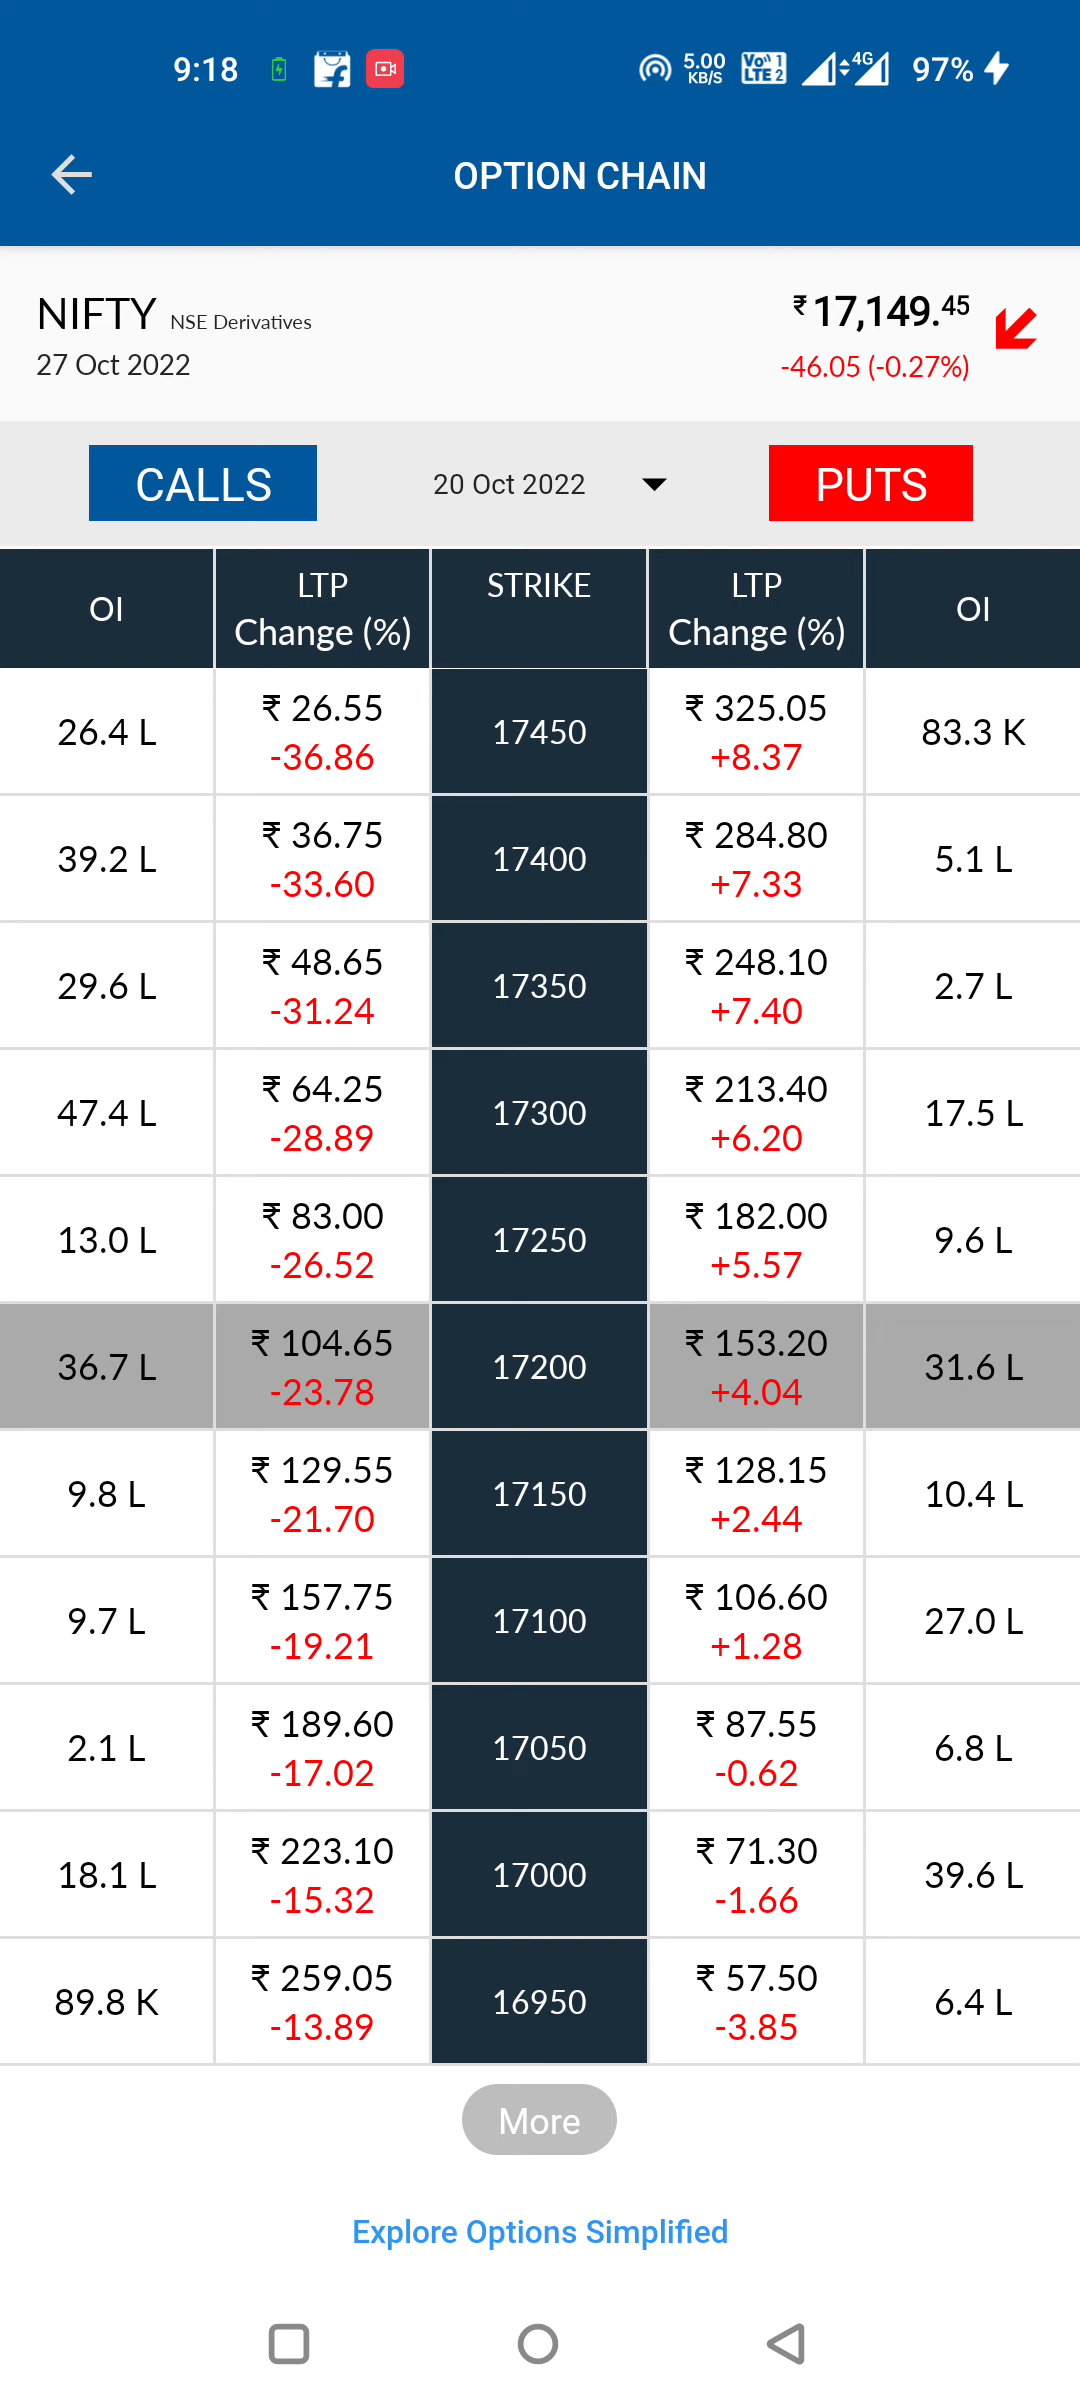 9:18 5.00 KB/S Vo 1 LTE 2 4G 97%
OPTION CHAIN
NIFTY NSE Derivatives ₹ 17,149.45
27 Oct 2022 -46.05 (-0.27%)
CALLS 20 Oct 2022 PUTS
OI LTP Change (%) STRIKE LTP Change (%) OI
26.4 L ₹ 26.55 -36.86 17450 ₹ 325.05 +8.37 83.3 K
39.2 L ₹ 36.75 -33.60 17400 ₹ 284.80 +7.33 5.1 L
29.6 L ₹ 48.65 -31.24 17350 ₹ 248.10 +7.40 2.7 L
47.4 L ₹ 64.25 -28.89 17300 ₹ 213.40 +6.20 17.5 L
13.0 L ₹ 83.00 -26.52 17250 ₹ 182.00 +5.57 9.6 L
36.7 L ₹ 104.65 -23.78 17200 ₹ 153.20 +4.04 31.6 L
9.8 L ₹ 129.55 -21.70 17150 ₹ 128.15 +2.44 10.4 L
9.7 L ₹ 157.75 -19.21 17100 ₹ 106.60 +1.28 27.0 L
2.1 L ₹ 189.60 -17.02 17050 ₹ 87.55 -0.62 6.8 L
18.1 L ₹ 223.10 -15.32 17000 ₹ 71.30 -1.66 39.6 L
89.8 K ₹ 259.05 -13.89 16950 ₹ 57.50 -3.85 6.4 L
More
Explore Options Simplified